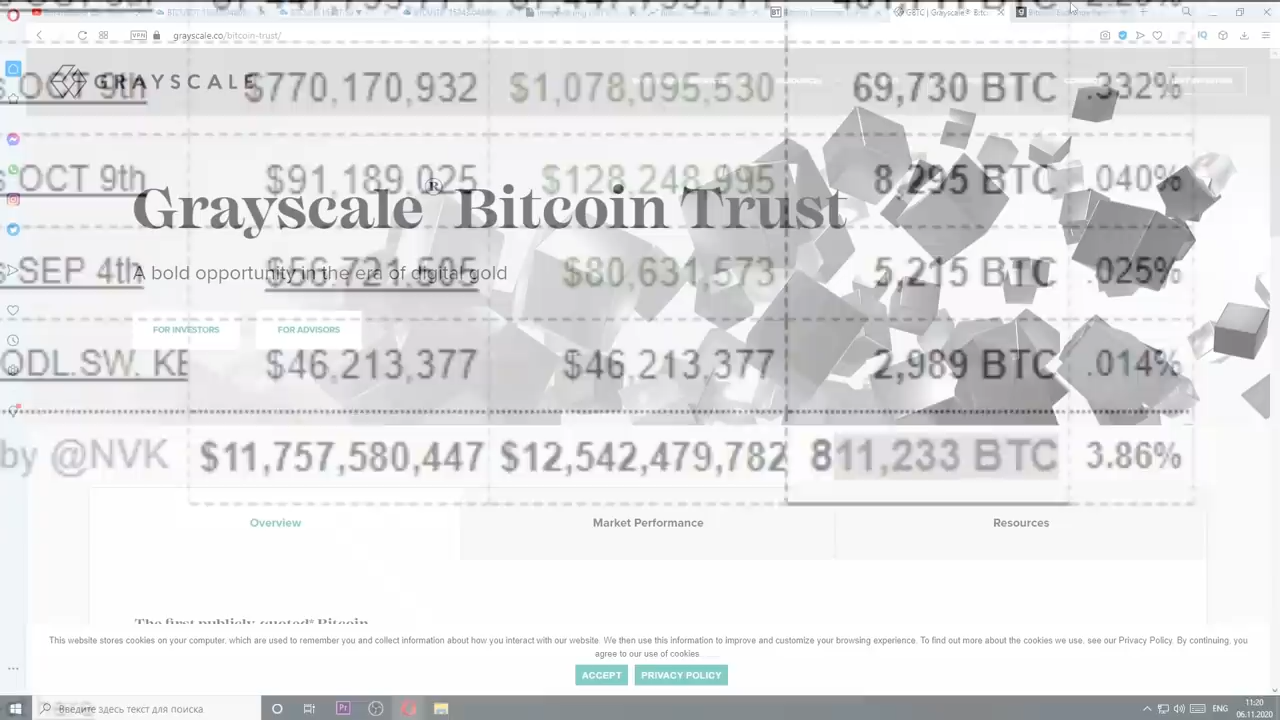 grayscale.co/bitcoin-trust/
VPN
GRAYSCALE
OCT 9th $770,170,932 $1,078,095,530 69,730 BTC .332%
OCT 9th $91,189,025 $128,248,995 8,295 BTC .040%
Grayscale® Bitcoin Trust
SEP 4th $80,631,573 5,215 BTC .025%
A bold opportunity in the era of digital gold
FOR INVESTORS FOR ADVISORS
$46,213,377 $46,213,377 2,989 BTC .014%
by @NVK $11,757,580,447 $12,542,479,782 811,233 BTC 3.86%
Overview Market Performance Resources
The first publicly quoted* Bitcoin
This website stores cookies on your computer, which are used to remember you and collect information about how you interact with our website. We then use this information to improve and customize your browsing experience. To find out more about the cookies we use, see our Privacy Policy. By continuing, you
agree to our use of cookies
ACCEPT PRIVACY POLICY
Введите здесь текст для поиска
ENG
11:20
06.11.2020